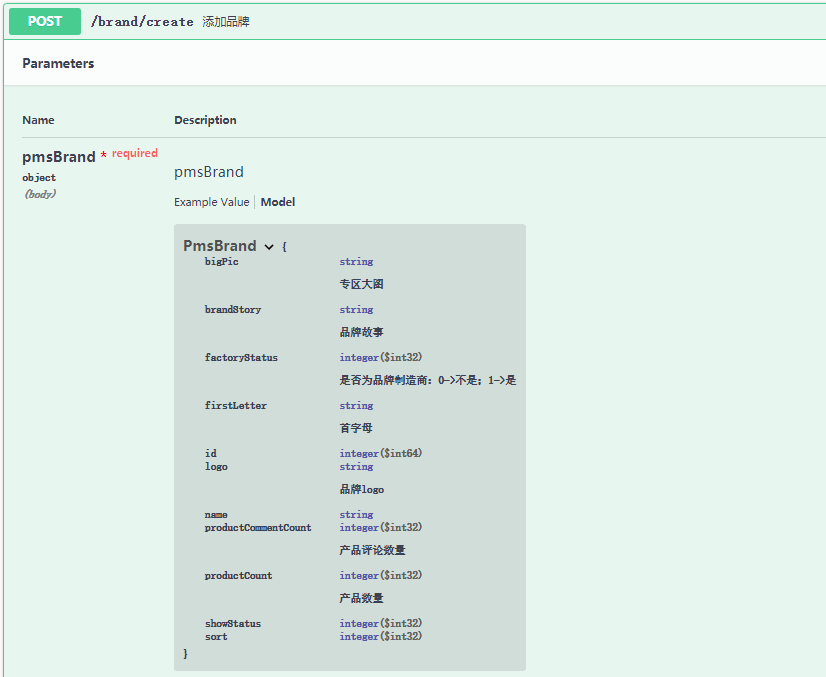 POST /brand/create 添加品牌
Parameters
Name Description
pmsBrand * required
object
(body)
pmsBrand
Example Value | Model
PmsBrand {
bigPic string
专区大图
brandStory string
品牌故事
factoryStatus integer($int32)
是否为品牌制造商：0->不是；1->是
firstLetter string
首字母
id integer($int64)
logo string
品牌logo
name string
productCommentCount integer($int32)
产品评论数量
productCount integer($int32)
产品数量
showStatus integer($int32)
sort integer($int32)
}